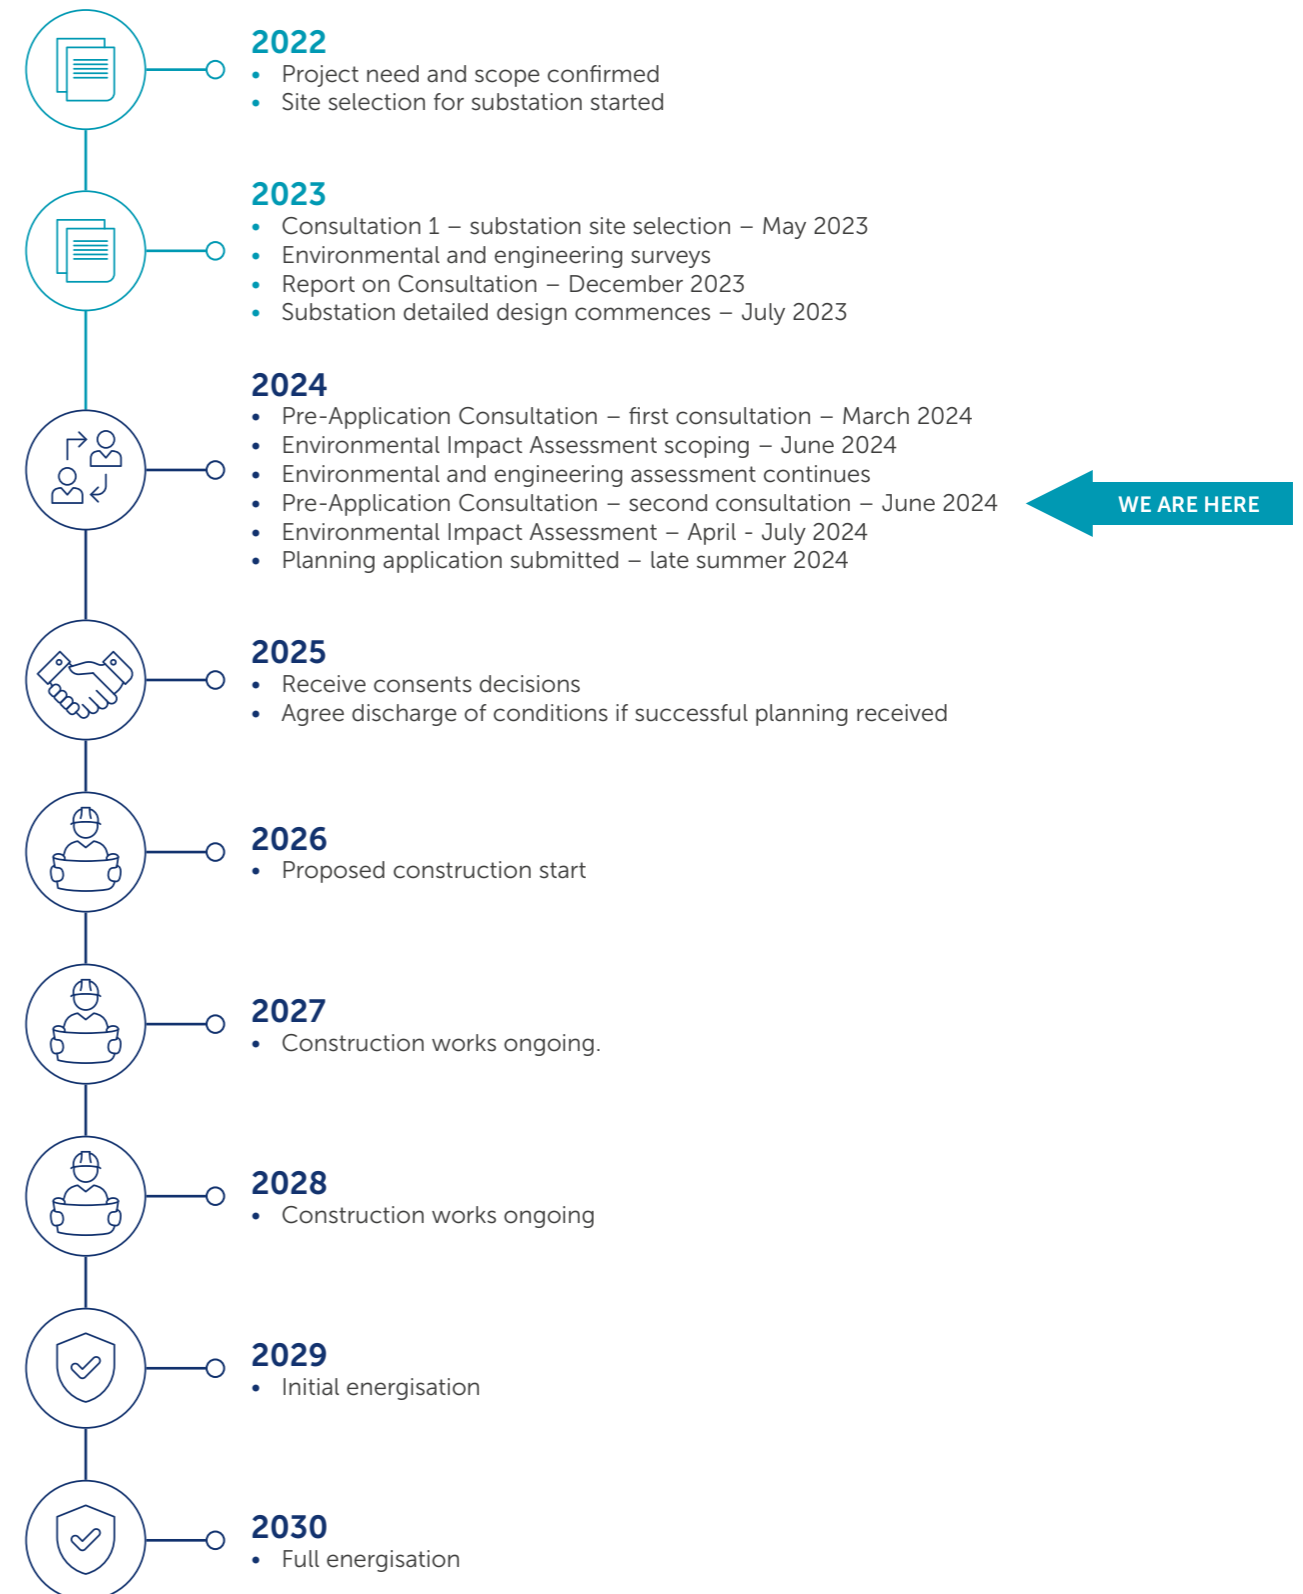 2022
• Project need and scope confirmed
• Site selection for substation started
2023
• Consultation 1 – substation site selection – May 2023
• Environmental and engineering surveys
• Report on Consultation – December 2023
• Substation detailed design commences – July 2023
2024
• Pre-Application Consultation – first consultation – March 2024
• Environmental Impact Assessment scoping – June 2024
• Environmental and engineering assessment continues
• Pre-Application Consultation – second consultation – June 2024
WE ARE HERE
• Environmental Impact Assessment – April - July 2024
• Planning application submitted – late summer 2024
2025
• Receive consents decisions
• Agree discharge of conditions if successful planning received
2026
• Proposed construction start
2027
• Construction works ongoing.
2028
• Construction works ongoing
2029
• Initial energisation
2030
• Full energisation